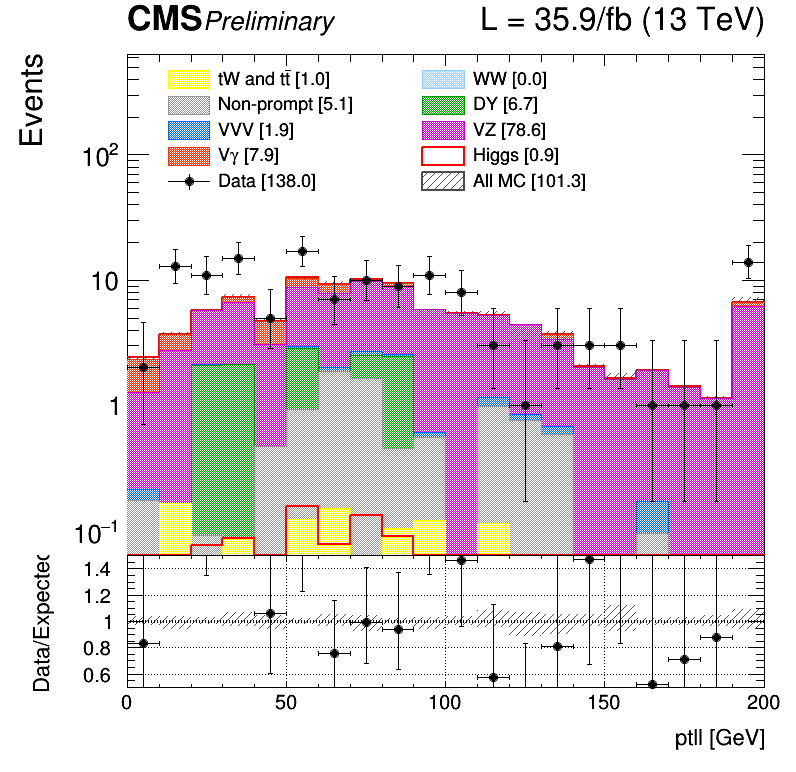 CMS Preliminary L = 35.9/fb (13 TeV)
Events
tW and tt̄ [1.0] WW [0.0]
Non-prompt [5.1] DY [6.7]
VVV [1.9] VZ [78.6]
Vγ [7.9] Higgs [0.9]
Data [138.0] All MC [101.3]
10²
10
1
10⁻¹
Data/Expected
1.4
1.2
1
0.8
0.6
0 50 100 150 200
ptll [GeV]